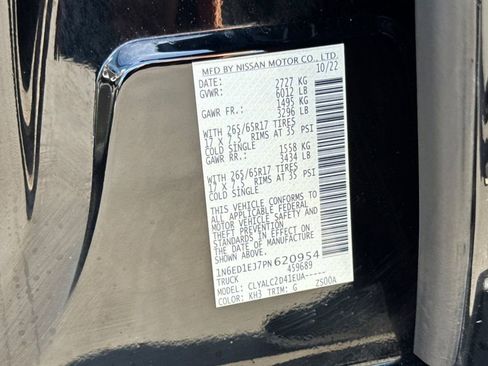 MFD BY NISSAN MOTOR CO., LTD.
DATE: 10/22
GVWR: 2727 KG
6012 LB
GAWR FR.: 1495 KG
3296 LB
WITH 265/65R17 TIRES
17 X 7.5 RIMS AT 35 PSI
COLD SINGLE
GAWR RR.: 1558 KG
3434 LB
WITH 265/65R17 TIRES
17 X 7.5 RIMS AT 35 PSI
COLD SINGLE
THIS VEHICLE CONFORMS TO
ALL APPLICABLE FEDERAL
MOTOR VEHICLE SAFETY AND
THEFT PREVENTION STANDARDS
IN EFFECT ON THE
DATE OF MANUFACTURE
1N6ED1EJ7PN620954
TRUCK 459689
MODEL: CLYALC2D41EUA-----
COLOR: KH3 TRIM: G 2S00A